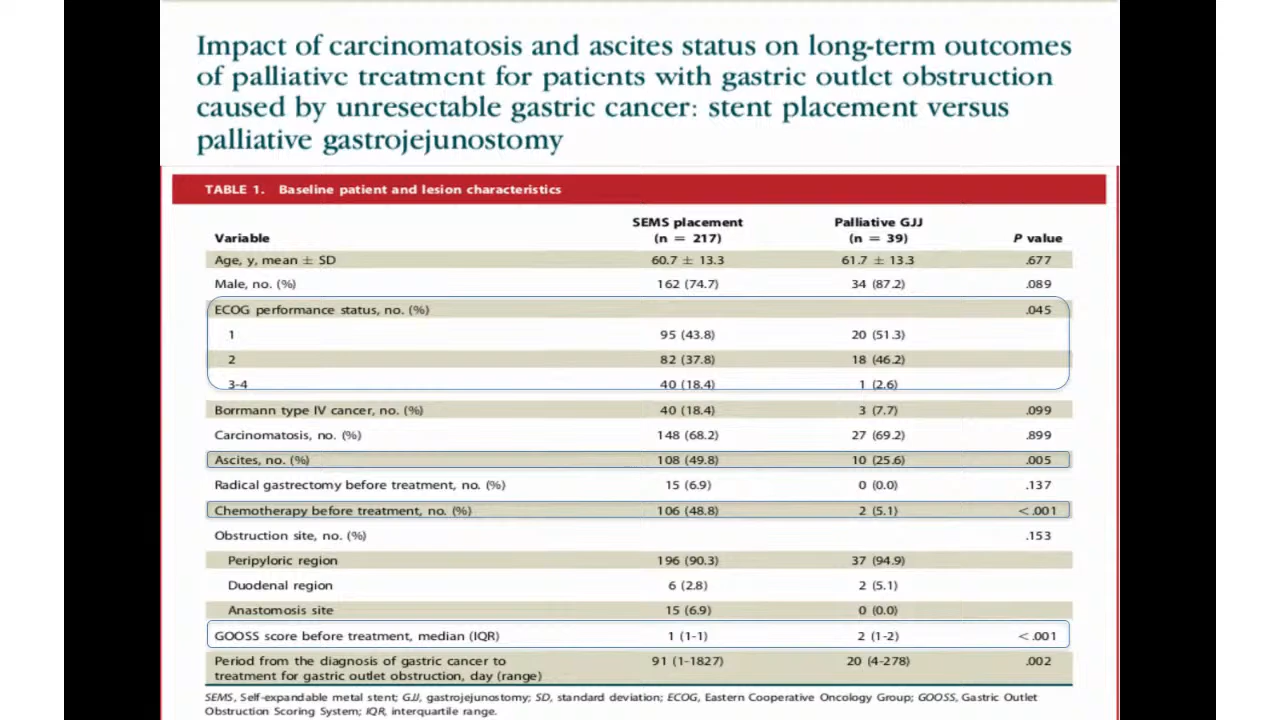 Impact of carcinomatosis and ascites status on long-term outcomes
of palliative treatment for patients with gastric outlet obstruction
caused by unresectable gastric cancer: stent placement versus
palliative gastrojejunostomy
TABLE 1. Baseline patient and lesion characteristics
SEMS placement Palliative GJJ
Variable (n = 217) (n = 39) P value
Age, y, mean ± SD 60.7 ± 13.3 61.7 ± 13.3 .677
Male, no. (%) 162 (74.7) 34 (87.2) .089
ECOG performance status, no. (%) .045
1 95 (43.8) 20 (51.3)
2 82 (37.8) 18 (46.2)
3-4 40 (18.4) 1 (2.6)
Borrmann type IV cancer, no. (%) 40 (18.4) 3 (7.7) .099
Carcinomatosis, no. (%) 148 (68.2) 27 (69.2) .899
Ascites, no. (%) 108 (49.8) 10 (25.6) .005
Radical gastrectomy before treatment, no. (%) 15 (6.9) 0 (0.0) .137
Chemotherapy before treatment, no. (%) 106 (48.8) 2 (5.1) <.001
Obstruction site, no. (%) .153
Peripyloric region 196 (90.3) 37 (94.9)
Duodenal region 6 (2.8) 2 (5.1)
Anastomosis site 15 (6.9) 0 (0.0)
GOOSS score before treatment, median (IQR) 1 (1-1) 2 (1-2) <.001
Period from the diagnosis of gastric cancer to 91 (1-1827) 20 (4-278) .002
treatment for gastric outlet obstruction, day (range)
SEMS, Self-expandable metal stent; GJJ, gastrojejunostomy; SD, standard deviation; ECOG, Eastern Cooperative Oncology Group; GOOSS, Gastric Outlet
Obstruction Scoring System; IQR, interquartile range.